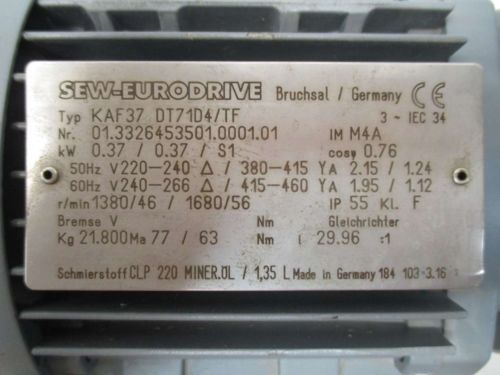 SEW-EURODRIVE Bruchsal / Germany CE
Typ KAF37 DT71D4/TF 3 ~ IEC 34
Nr. 01.3326453501.0001.01 IM M4A
kW 0.37 / 0.37 / S1 cosφ 0.76
50Hz V 220-240 Δ / 380-415 Y A 2.15 / 1.24
60Hz V 240-266 Δ / 415-460 Y A 1.95 / 1.12
r/min 1380/46 / 1680/56 IP 55 Kl. F
Bremse V Nm Gleichrichter
Kg 21.800 Ma 77 / 63 Nm i 29.96 :1
Schmierstoff CLP 220 MINER.ÖL / 1,35 L Made in Germany 184 103-3.16